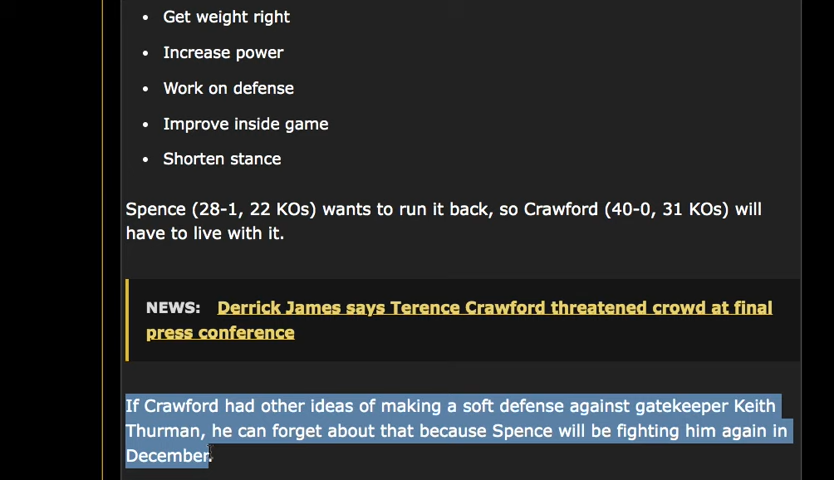 • Get weight right
• Increase power
• Work on defense
• Improve inside game
• Shorten stance
Spence (28-1, 22 KOs) wants to run it back, so Crawford (40-0, 31 KOs) will
have to live with it.
NEWS: Derrick James says Terence Crawford threatened crowd at final
press conference
If Crawford had other ideas of making a soft defense against gatekeeper Keith
Thurman, he can forget about that because Spence will be fighting him again in
December.